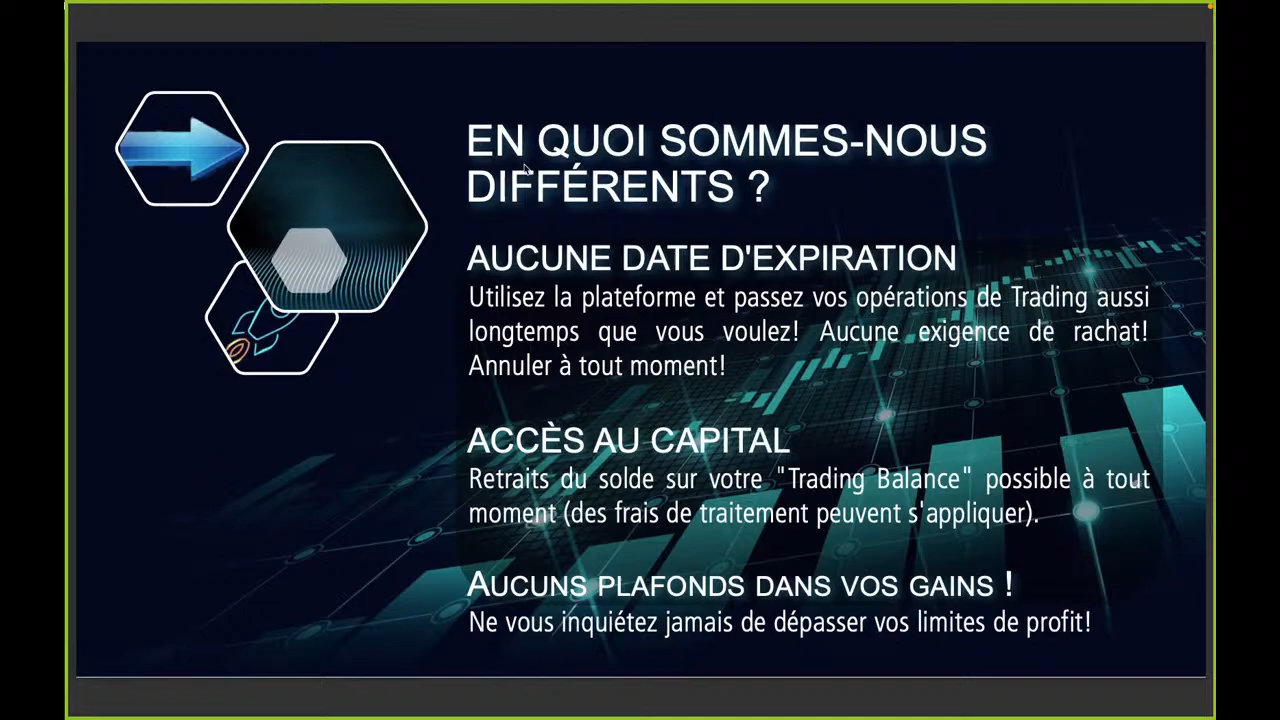 EN QUOI SOMMES-NOUS
DIFFÉRENTS ?
AUCUNE DATE D'EXPIRATION
Utilisez la plateforme et passez vos opérations de Trading aussi
longtemps que vous voulez! Aucune exigence de rachat!
Annuler à tout moment!
ACCÈS AU CAPITAL
Retraits du solde sur votre "Trading Balance" possible à tout
moment (des frais de traitement peuvent s'appliquer).
AUCUNS PLAFONDS DANS VOS GAINS !
Ne vous inquiétez jamais de dépasser vos limites de profit!